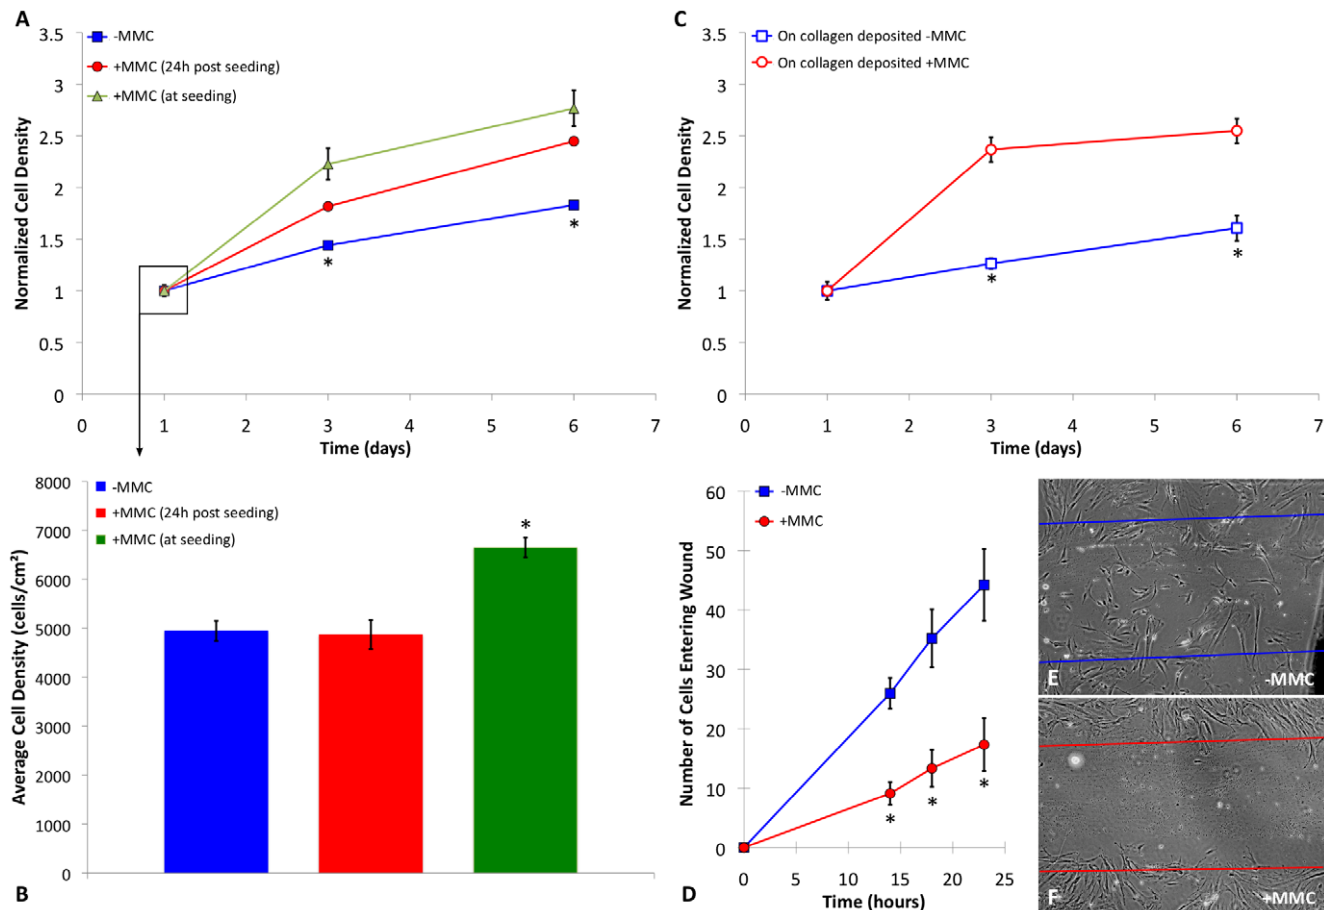 A
-MMC
+MMC (24h post seeding)
+MMC (at seeding)
Normalized Cell Density
3.5
3
2.5
2
1.5
1
0.5
0
*
*
0 1 2 3 4 5 6 7
Time (days)
C
On collagen deposited -MMC
On collagen deposited +MMC
Normalized Cell Density
3.5
3
2.5
2
1.5
1
0.5
0
*
*
0 1 2 3 4 5 6 7
Time (days)
B
-MMC
+MMC (24h post seeding)
+MMC (at seeding)
Average Cell Density (cells/cm²)
8000
7000
6000
5000
4000
3000
2000
1000
0
*
D
-MMC
+MMC
Number of Cells Entering Wound
60
50
40
30
20
10
0
*
*
*
0 5 10 15 20 25
Time (hours)
E
-MMC
F
+MMC